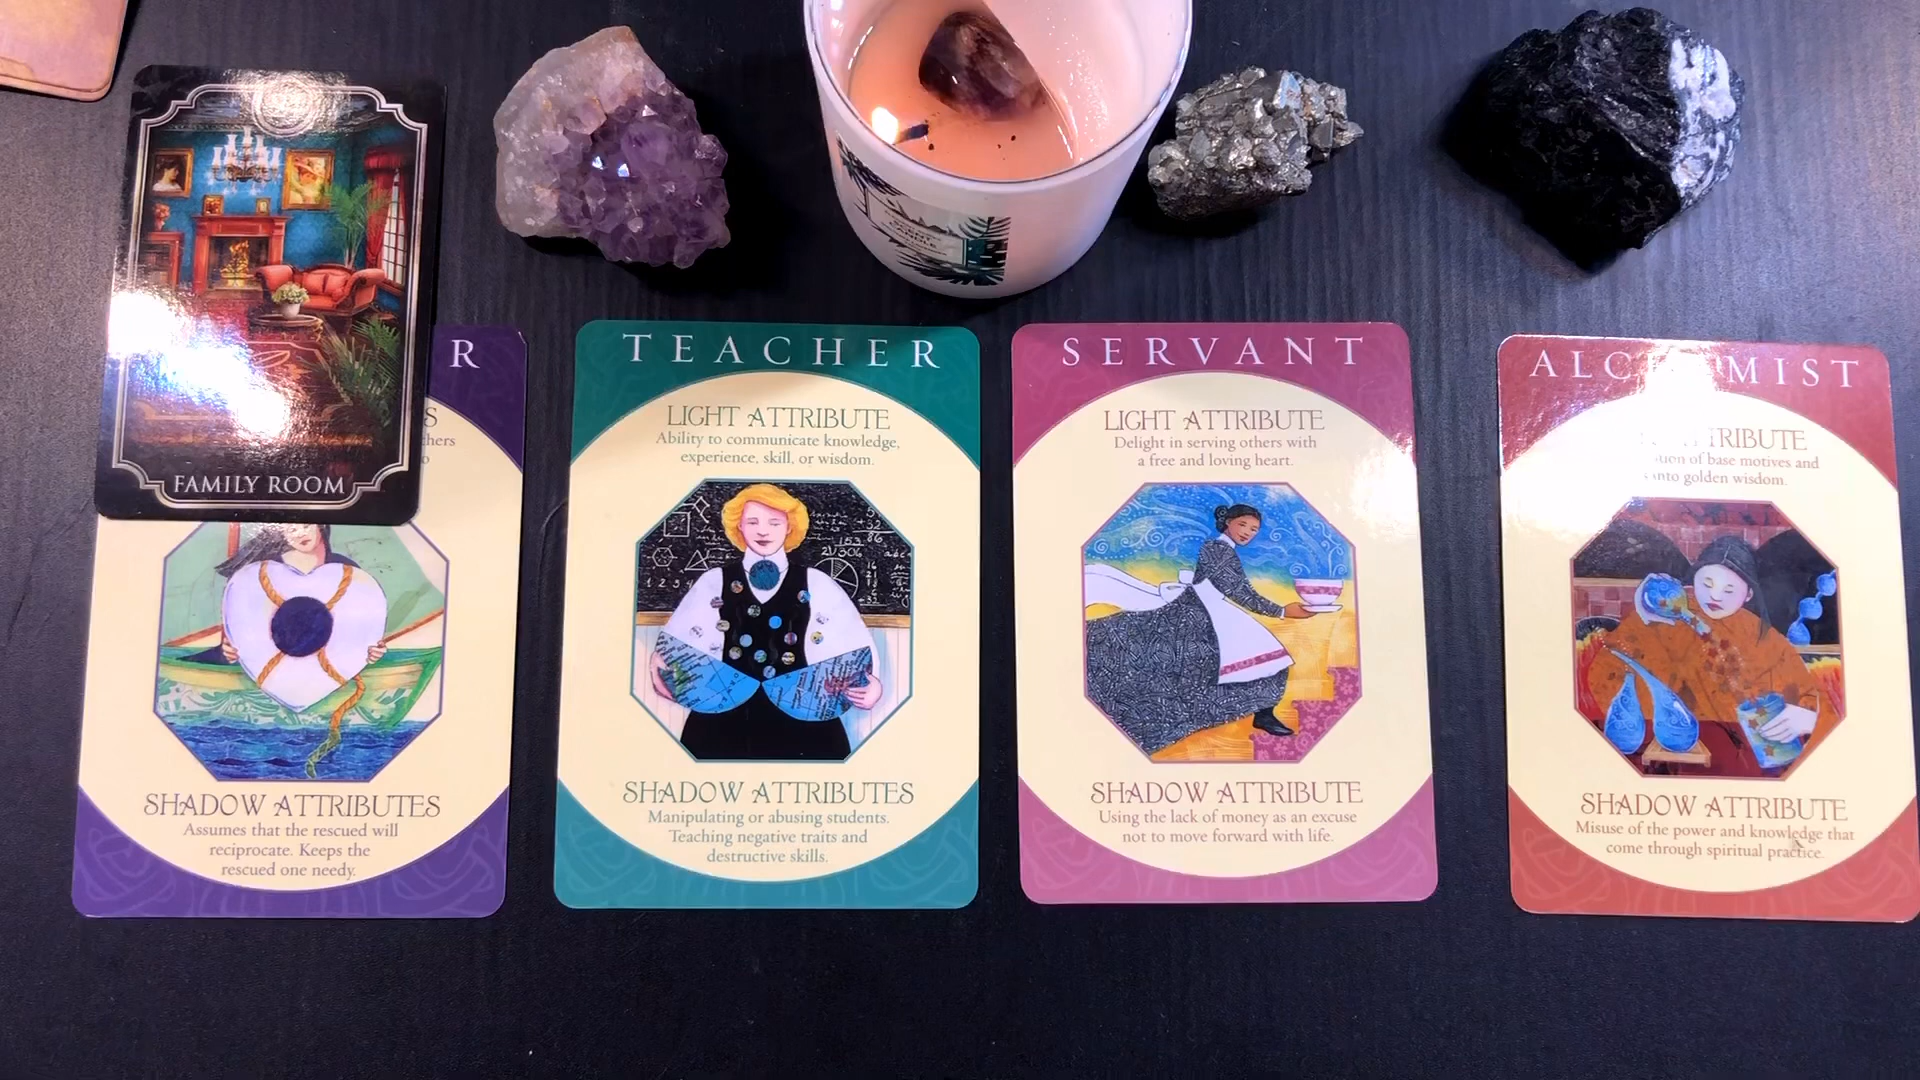 FAMILY ROOM
R
S
SHADOW ATTRIBUTES
Assumes that the rescued will
reciprocate. Keeps the
rescued one needy.
TEACHER
LIGHT ATTRIBUTE
Ability to communicate knowledge,
experience, skill, or wisdom.
SHADOW ATTRIBUTES
Manipulating or abusing students.
Teaching negative traits and
destructive skills.
SERVANT
LIGHT ATTRIBUTE
Delight in serving others with
a free and loving heart.
SHADOW ATTRIBUTE
Using the lack of money as an excuse
not to move forward with life.
ALCHEMIST
ATTRIBUTE
of base motives and
into golden wisdom.
SHADOW ATTRIBUTE
Misuse of the power and knowledge that
come through spiritual practice.